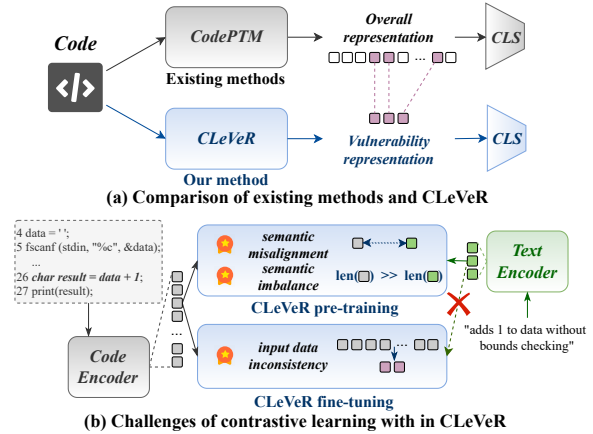 Code
</>
CodePTM
Existing methods
Overall
representation
...
CLS
CLeVeR
Our method
Vulnerability
representation
CLS
(a) Comparison of existing methods and CLeVeR
4 data = ' ';
5 fscanf (stdin, "%c", &data);
...
26 char result = data + 1;
27 print(result);
Code
Encoder
...
semantic
misalignment
semantic
imbalance
len( ) >> len( )
CLeVeR pre-training
input data
inconsistency
...
CLeVeR fine-tuning
Text
Encoder
"adds 1 to data without
bounds checking"
(b) Challenges of contrastive learning with in CLeVeR